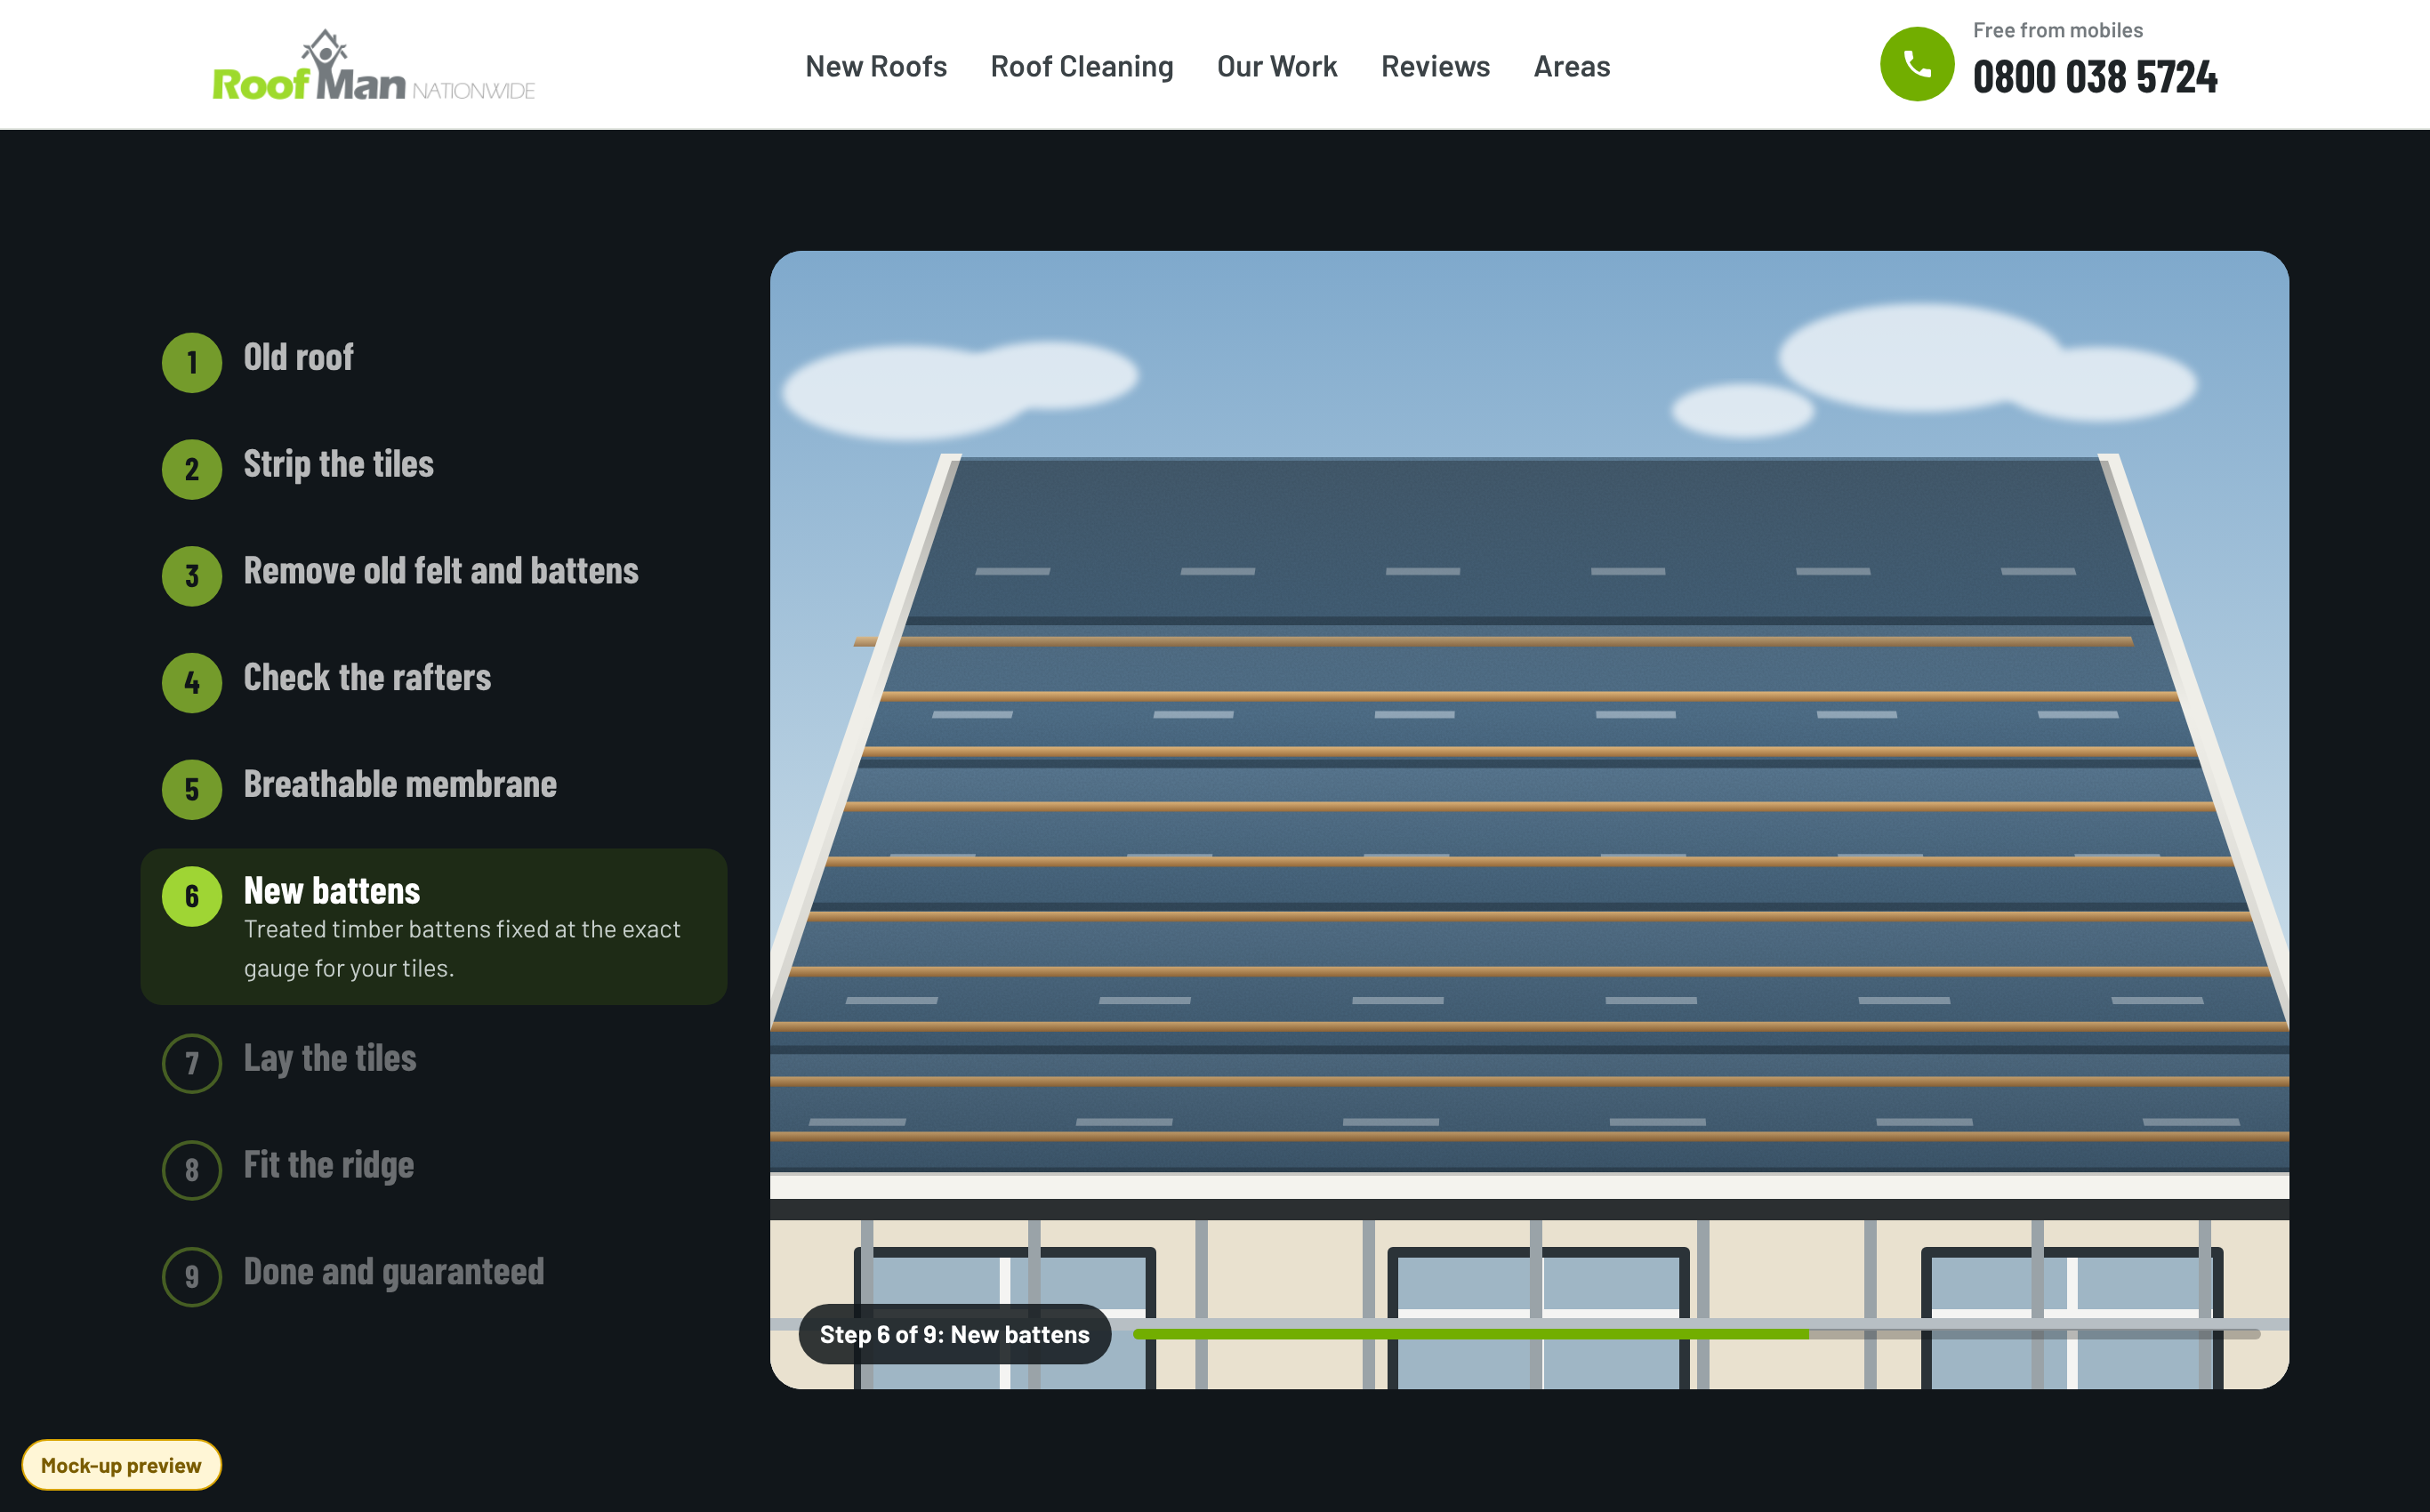 RoofMan NATIONWIDE
New Roofs
Roof Cleaning
Our Work
Reviews
Areas
Free from mobiles
0800 038 5724
1
Old roof
2
Strip the tiles
3
Remove old felt and battens
4
Check the rafters
5
Breathable membrane
6
New battens
Treated timber battens fixed at the exact
gauge for your tiles.
7
Lay the tiles
8
Fit the ridge
9
Done and guaranteed
Step 6 of 9: New battens
Mock-up preview